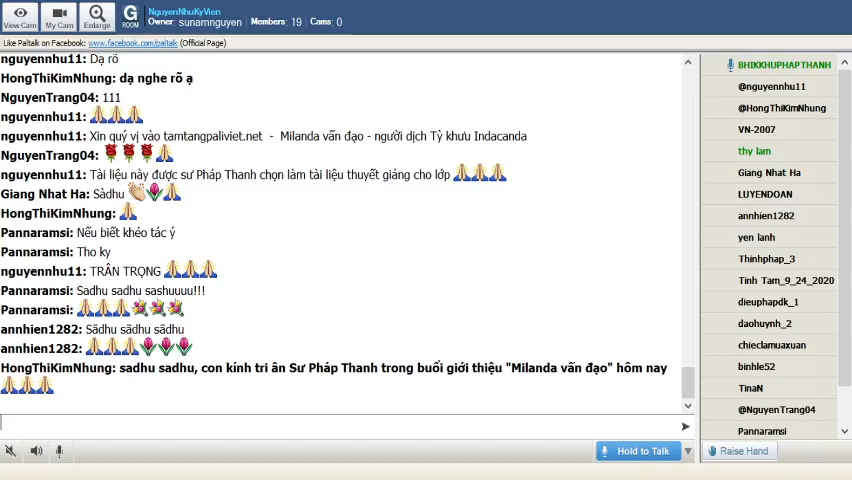 NguyenNhuKyVien
Owner: sunamnguyen Members: 19 Cams: 0
View Cam
My Cam
Enlarge
G
ROOM
Like Paltalk on Facebook: www.facebook.com/paltalk (Official Page)
nguyennhu11: Dạ rõ
HongThiKimNhung: dạ nghe rõ ạ
NguyenTrang04: 111
nguyennhu11: 🙏🙏🙏
nguyennhu11: Xin quý vị vào tamtangpaliviet.net - Milanda vấn đạo - người dịch Tỳ khưu Indacanda
NguyenTrang04: 🌹🌹🌹🙏
nguyennhu11: Tài liệu này được sư Pháp Thanh chọn làm tài liệu thuyết giảng cho lớp 🙏🙏🙏
Giang Nhat Ha: Sàdhu 👏🌷🙏
HongThiKimNhung: 🙏
Pannaramsi: Nếu biết khéo tác ý
Pannaramsi: Tho ky
nguyennhu11: TRÂN TRỌNG 🙏🙏🙏
Pannaramsi: Sadhu sadhu sashuuuu!!!
Pannaramsi: 🙏🙏🙏💐💐💐
annhien1282: Sādhu sādhu sādhu
annhien1282: 🙏🙏🙏🌷🌷🌷
HongThiKimNhung: sadhu sadhu, con kính tri ân Sư Pháp Thanh trong buổi giới thiệu "Milanda vấn đạo" hôm nay
🙏🙏🙏
Hold to Talk
BHIKKHUPHAPTHANH
@nguyennhu11
@HongThiKimNhung
VN-2007
thy lam
Giang Nhat Ha
LUYENDOAN
annhien1282
yen lanh
Thinhphap_3
Tinh Tam_9_24_2020
dieuphapdk_1
daohuynh_2
chieclamuaxuan
binhle52
TinaN
@NguyenTrang04
Pannaramsi
Raise Hand